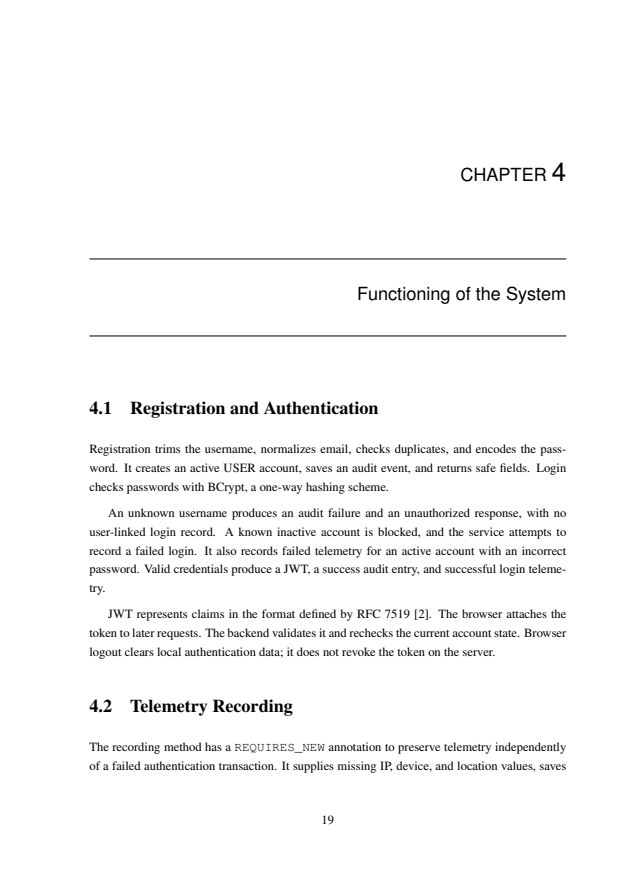 CHAPTER 4
Functioning of the System
4.1 Registration and Authentication
Registration trims the username, normalizes email, checks duplicates, and encodes the pass-
word. It creates an active USER account, saves an audit event, and returns safe fields. Login
checks passwords with BCrypt, a one-way hashing scheme.
An unknown username produces an audit failure and an unauthorized response, with no
user-linked login record. A known inactive account is blocked, and the service attempts to
record a failed login. It also records failed telemetry for an active account with an incorrect
password. Valid credentials produce a JWT, a success audit entry, and successful login teleme-
try.
JWT represents claims in the format defined by RFC 7519 [2]. The browser attaches the
token to later requests. The backend validates it and rechecks the current account state. Browser
logout clears local authentication data; it does not revoke the token on the server.
4.2 Telemetry Recording
The recording method has a REQUIRES_NEW annotation to preserve telemetry independently
of a failed authentication transaction. It supplies missing IP, device, and location values, saves
19